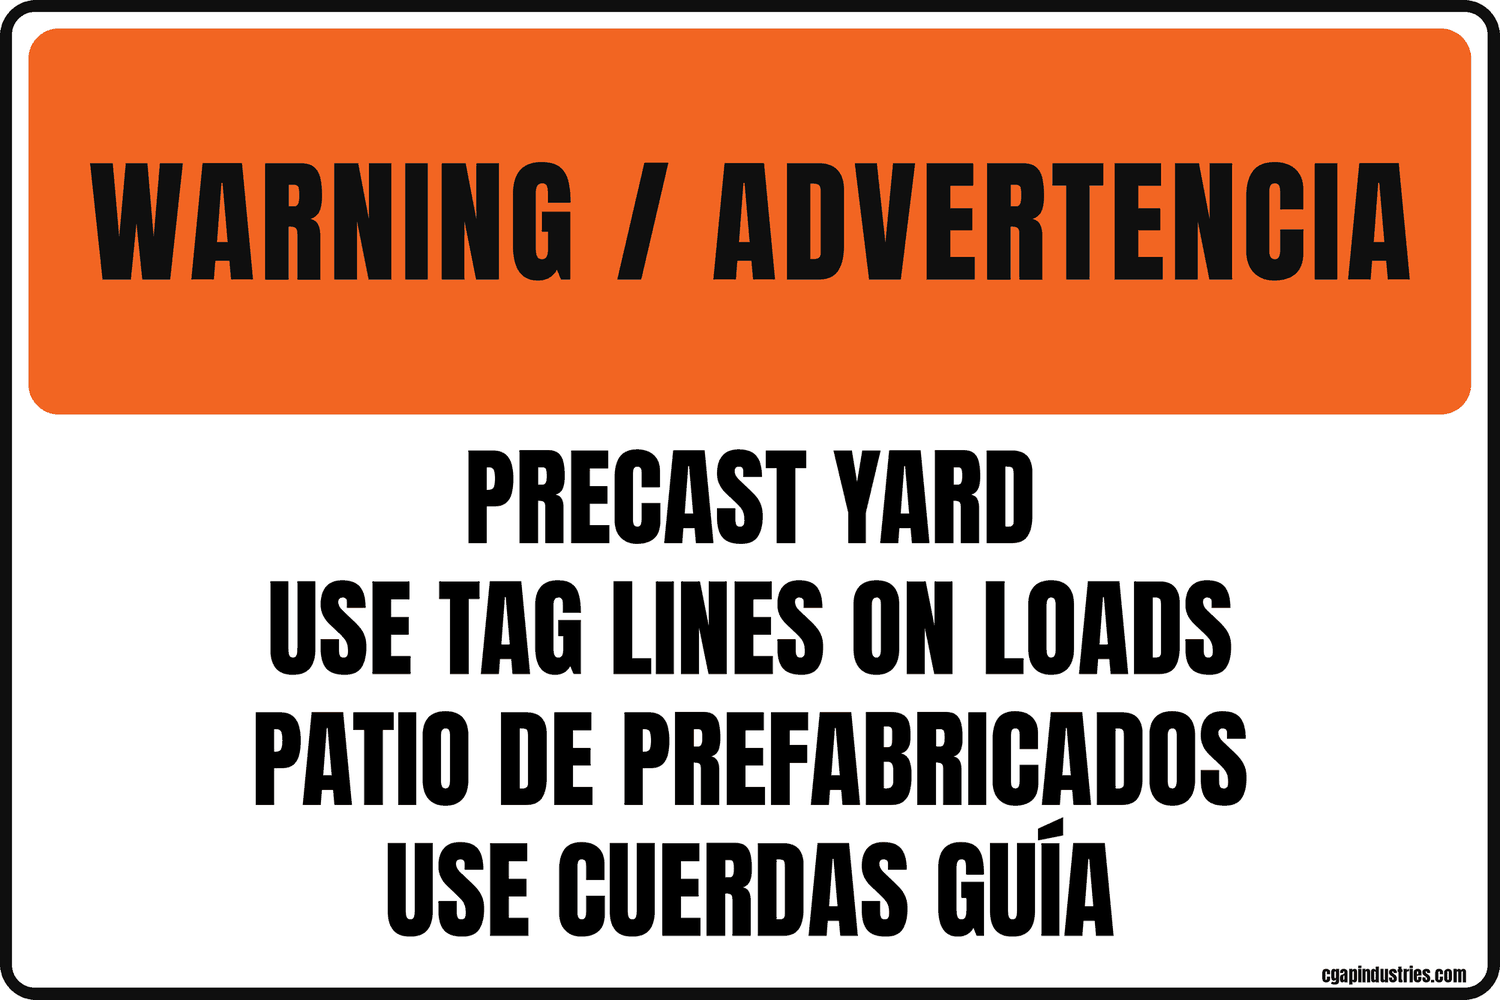 WARNING / ADVERTENCIA
PRECAST YARD
USE TAG LINES ON LOADS
PATIO DE PREFABRICADOS
USE CUERDAS GUÍA
cgapindustries.com